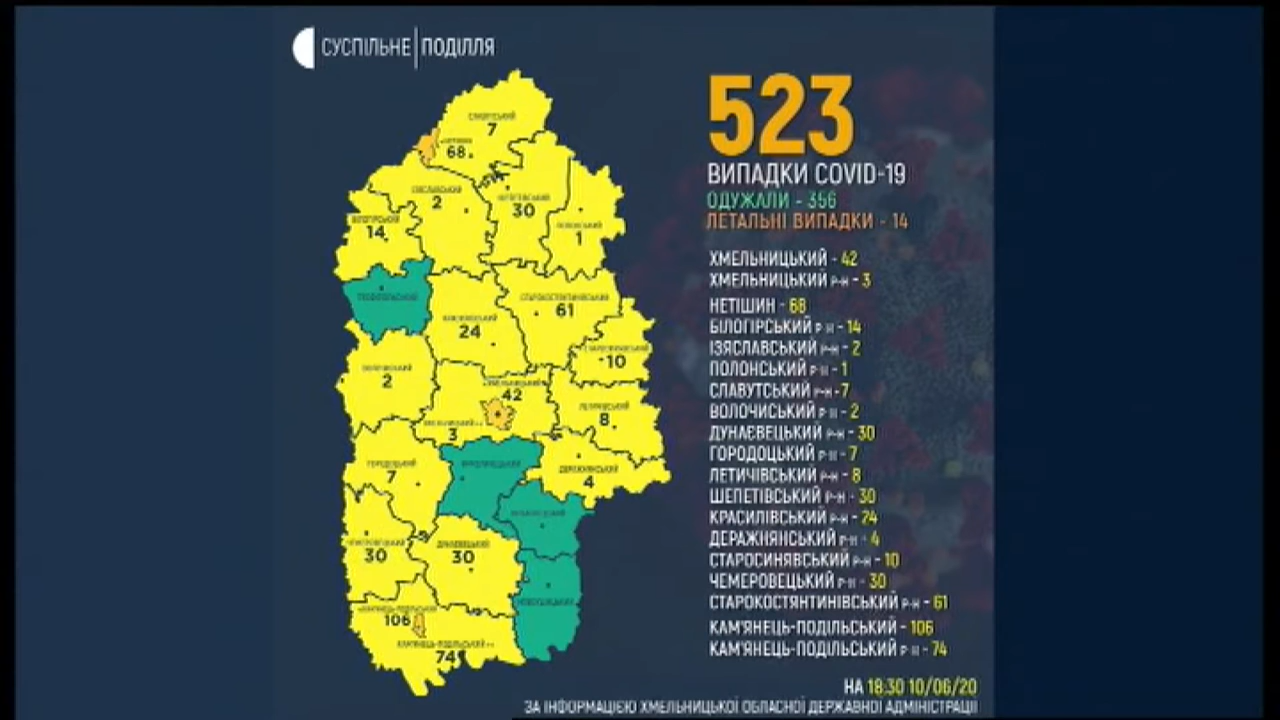 СУСПІЛЬНЕ | ПОДІЛЛЯ
523
ВИПАДКИ COVID-19
ОДУЖАЛИ - 356
ЛЕТАЛЬНІ ВИПАДКИ - 14
ХМЕЛЬНИЦЬКИЙ - 42
ХМЕЛЬНИЦЬКИЙ Р-Н - 3
НЕТІШИН - 68
БІЛОГІРСЬКИЙ Р-Н - 14
ІЗЯСЛАВСЬКИЙ Р-Н - 2
ПОЛОНСЬКИЙ Р-Н - 1
СЛАВУТСЬКИЙ Р-Н - 7
ВОЛОЧИСЬКИЙ Р-Н - 2
ДУНАЄВЕЦЬКИЙ Р-Н - 30
ГОРОДОЦЬКИЙ Р-Н - 7
ЛЕТИЧІВСЬКИЙ Р-Н - 8
ШЕПЕТІВСЬКИЙ Р-Н - 30
КРАСИЛІВСЬКИЙ Р-Н - 24
ДЕРАЖНЯНСЬКИЙ Р-Н - 4
СТАРОСИНЯВСЬКИЙ Р-Н - 10
ЧЕМЕРОВЕЦЬКИЙ Р-Н - 30
СТАРОКОСТЯНТИНІВСЬКИЙ Р-Н - 61
КАМ'ЯНЕЦЬ-ПОДІЛЬСЬКИЙ - 106
КАМ'ЯНЕЦЬ-ПОДІЛЬСЬКИЙ Р-Н - 74
НА 18:30 10/06/20
ЗА ІНФОРМАЦІЄЮ ХМЕЛЬНИЦЬКОЇ ОБЛАСНОЇ ДЕРЖАВНОЇ АДМІНІСТРАЦІЇ
7
68
2
30
14
1
СТАРОКОСТЯНТИНІВСЬКИЙ
61
24
10
2
42
8
3
ГОРОДОЦЬКИЙ
7
ДЕРАЖНЯНСЬКИЙ
4
30
30
106
74